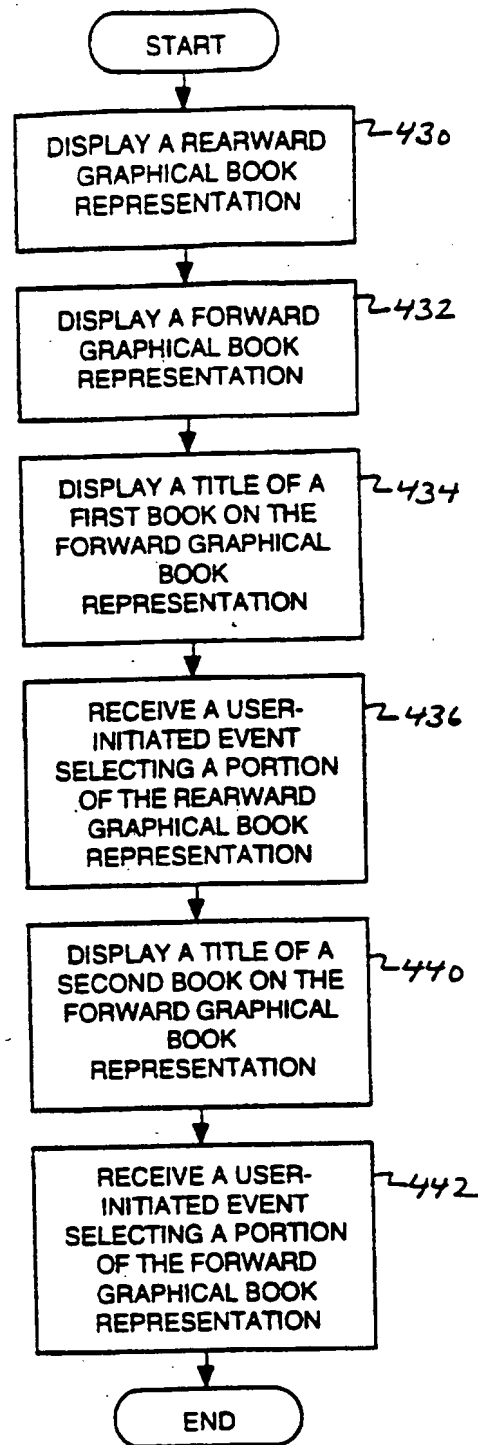 START
DISPLAY A REARWARD
GRAPHICAL BOOK
REPRESENTATION
430
DISPLAY A FORWARD
GRAPHICAL BOOK
REPRESENTATION
432
DISPLAY A TITLE OF A
FIRST BOOK ON THE
FORWARD GRAPHICAL
BOOK
REPRESENTATION
434
RECEIVE A USER-
INITIATED EVENT
SELECTING A PORTION
OF THE REARWARD
GRAPHICAL BOOK
REPRESENTATION
436
DISPLAY A TITLE OF A
SECOND BOOK ON THE
FORWARD GRAPHICAL
BOOK
REPRESENTATION
440
RECEIVE A USER-
INITIATED EVENT
SELECTING A PORTION
OF THE FORWARD
GRAPHICAL BOOK
REPRESENTATION
442
END